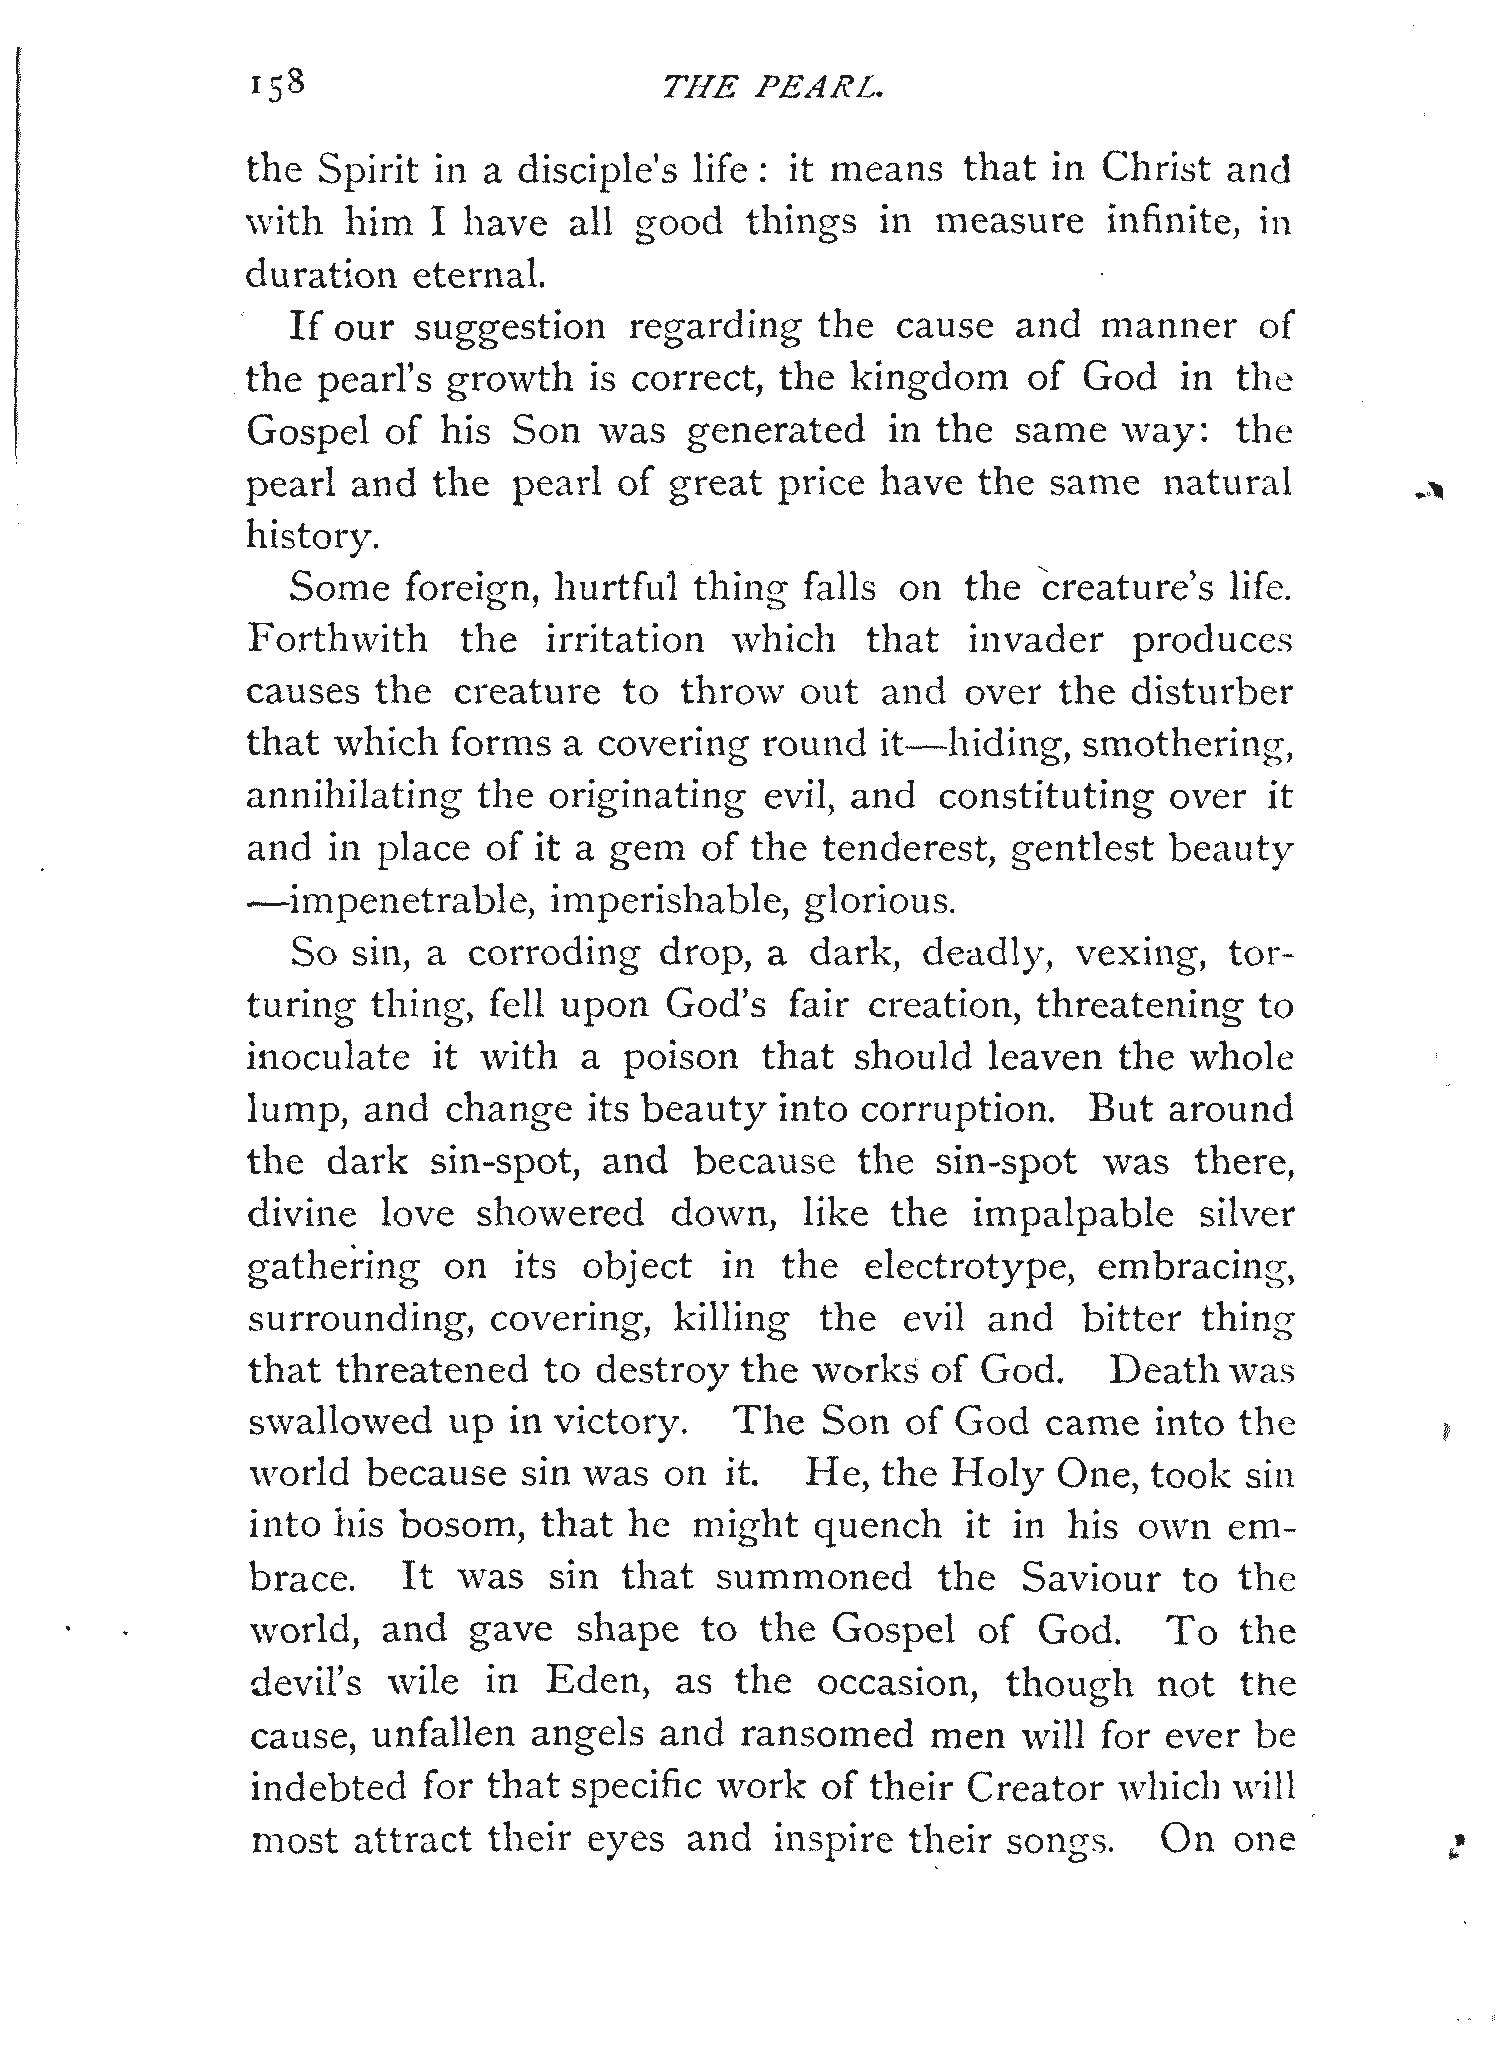 158 THE PEARL.
the Spirit in a disciple's life : it means that in Christ and
with him I have all good things in measure infinite, in
duration eternal.
If our suggestion regarding the cause and manner of
the pearl's growth is correct, the kingdom of God in the
Gospel of his Son was generated in the same way: the
pearl and the pearl of great price have the same natural
history.
Some foreign, hurtful thing falls on the creature's life.
Forthwith the irritation which that invader produces
causes the creature to throw out and over the disturber
that which forms a covering round it—hiding, smothering,
annihilating the originating evil, and constituting over it
and in place of it a gem of the tenderest, gentlest beauty
—impenetrable, imperishable, glorious.
So sin, a corroding drop, a dark, deadly, vexing, tor-
turing thing, fell upon God's fair creation, threatening to
inoculate it with a poison that should leaven the whole
lump, and change its beauty into corruption. But around
the dark sin-spot, and because the sin-spot was there,
divine love showered down, like the impalpable silver
gathering on its object in the electrotype, embracing,
surrounding, covering, killing the evil and bitter thing
that threatened to destroy the works of God. Death was
swallowed up in victory. The Son of God came into the
world because sin was on it. He, the Holy One, took sin
into his bosom, that he might quench it in his own em-
brace. It was sin that summoned the Saviour to the
world, and gave shape to the Gospel of God. To the
devil's wile in Eden, as the occasion, though not the
cause, unfallen angels and ransomed men will for ever be
indebted for that specific work of their Creator which will
most attract their eyes and inspire their songs. On one